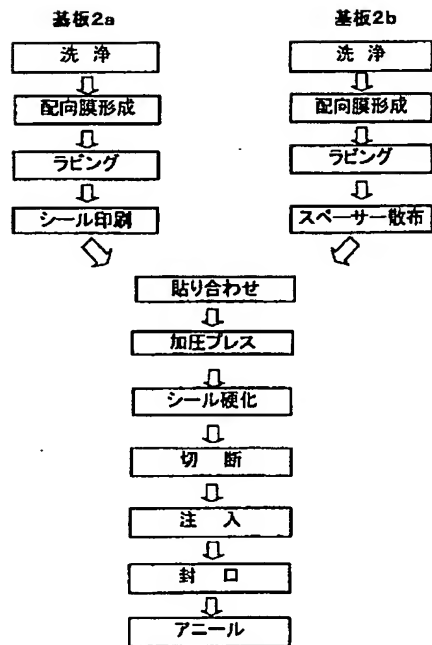 基板2a
洗 浄
配向膜形成
ラビング
シール印刷
基板2b
洗 浄
配向膜形成
ラビング
スペーサー散布
貼り合わせ
加圧プレス
シール硬化
切 断
注 入
封 口
アニール